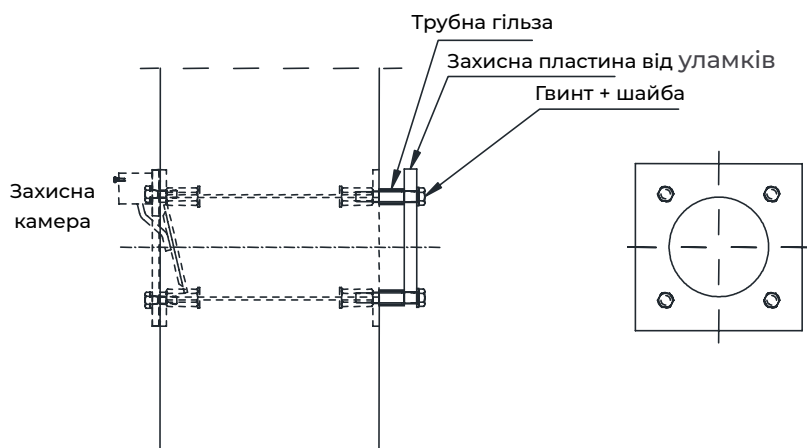 Трубна гільза
Захисна пластина від уламків
Гвинт + шайба
Захисна
камера